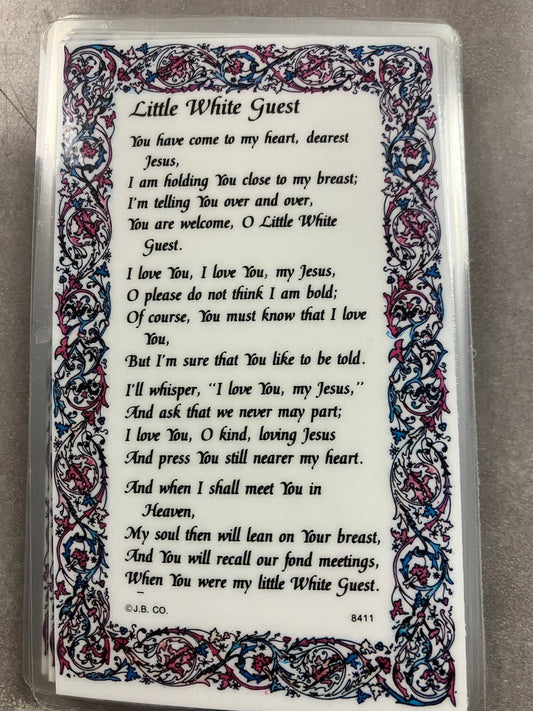 Little White Guest
You have come to my heart, dearest
Jesus,
I am holding You close to my breast;
I'm telling You over and over,
You are welcome, O Little White
Guest.
I love You, I love You, my Jesus,
O please do not think I am bold;
Of course, You must know that I love
You,
But I'm sure that You like to be told.
I'll whisper, "I love You, my Jesus,"
And ask that we never may part;
I love You, O kind, loving Jesus
And press You still nearer my heart.
And when I shall meet You in
Heaven,
My soul then will lean on Your breast,
And You will recall our fond meetings,
When You were my little White Guest.
©J.B. CO.
8411